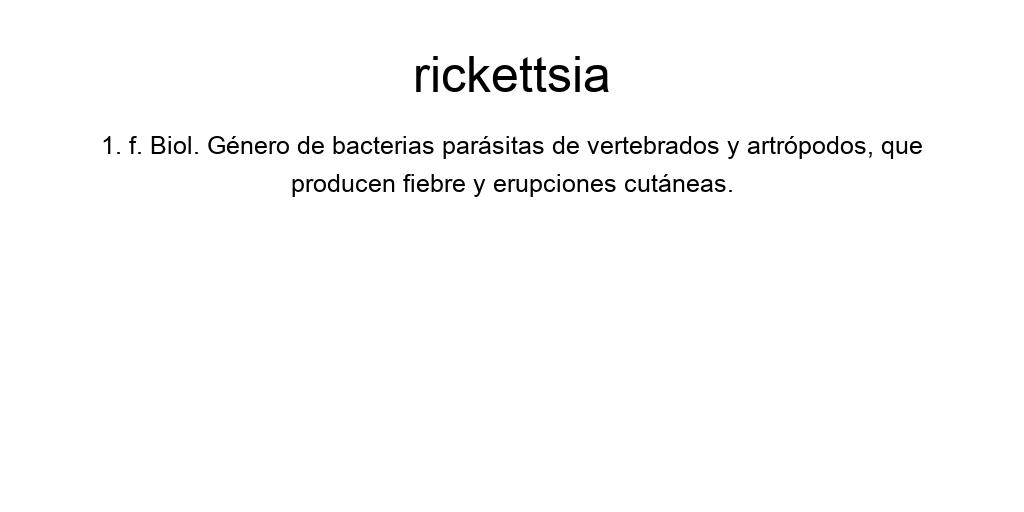 rickettsia
1. f. Biol. Género de bacterias parásitas de vertebrados y artrópodos, que
producen fiebre y erupciones cutáneas.